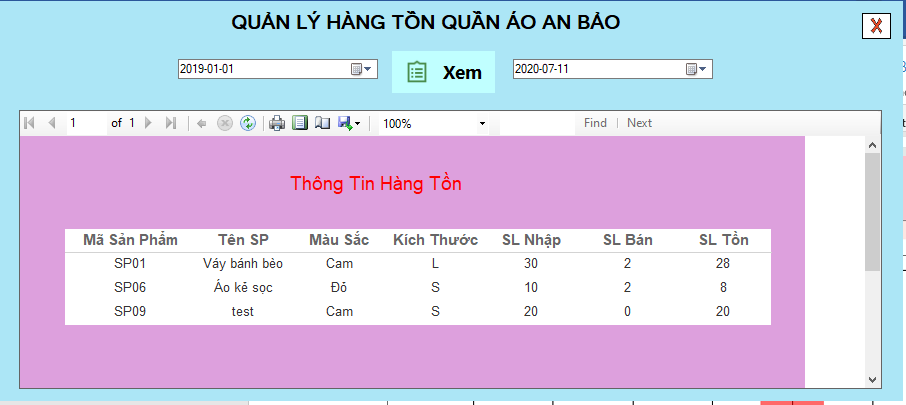 QUẢN LÝ HÀNG TỒN QUẦN ÁO AN BẢO
2019-01-01 Xem 2020-07-11
1 of 1 100% Find | Next
Thông Tin Hàng Tồn
Mã Sản Phẩm Tên SP Màu Sắc Kích Thước SL Nhập SL Bán SL Tồn
SP01 Váy bánh bèo Cam L 30 2 28
SP06 Áo kẻ sọc Đỏ S 10 2 8
SP09 test Cam S 20 0 20